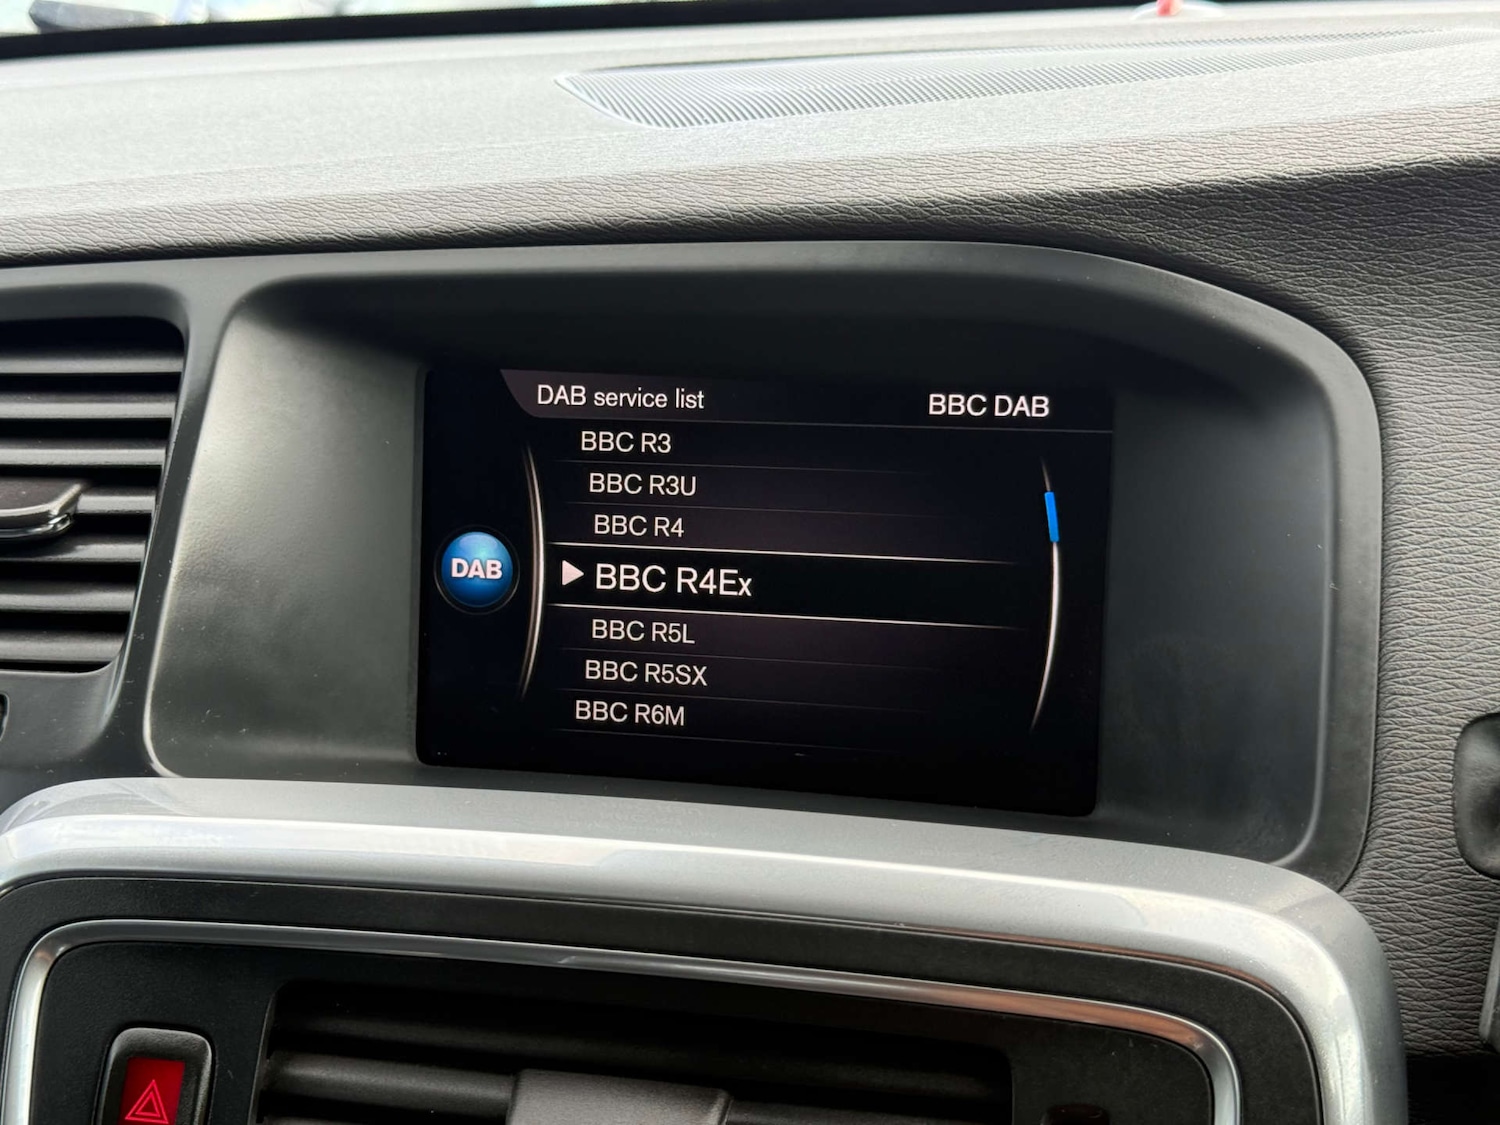 DAB service list
BBC DAB
BBC R3
BBC R3U
BBC R4
DAB
BBC R4Ex
BBC R5L
BBC R5SX
BBC R6M